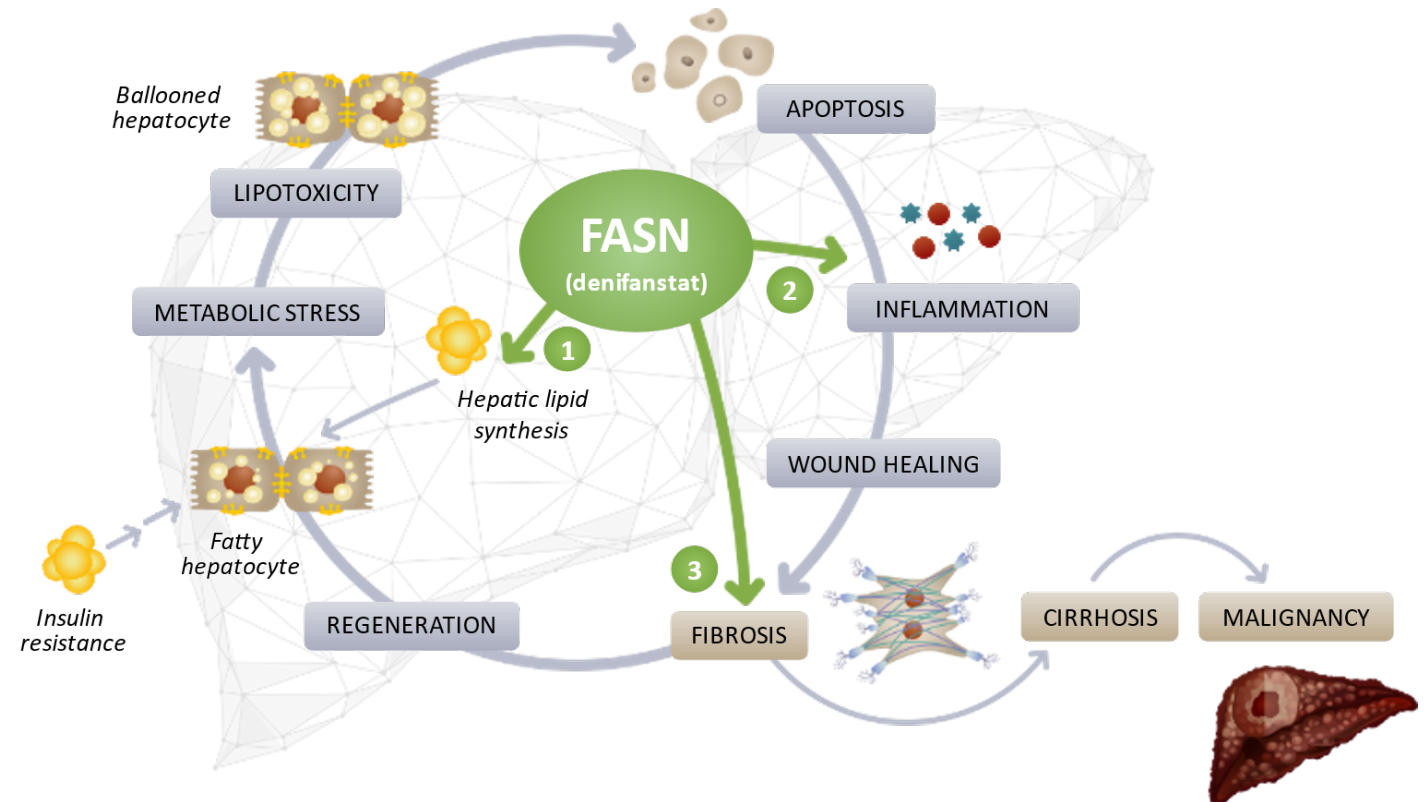 Ballooned
hepatocyte
APOPTOSIS
LIPOTOXICITY
FASN
(denifanstat)
2
METABOLIC STRESS
INFLAMMATION
1
Hepatic lipid
synthesis
WOUND HEALING
Fatty
hepatocyte
3
Insulin
resistance
REGENERATION
FIBROSIS
CIRRHOSIS
MALIGNANCY